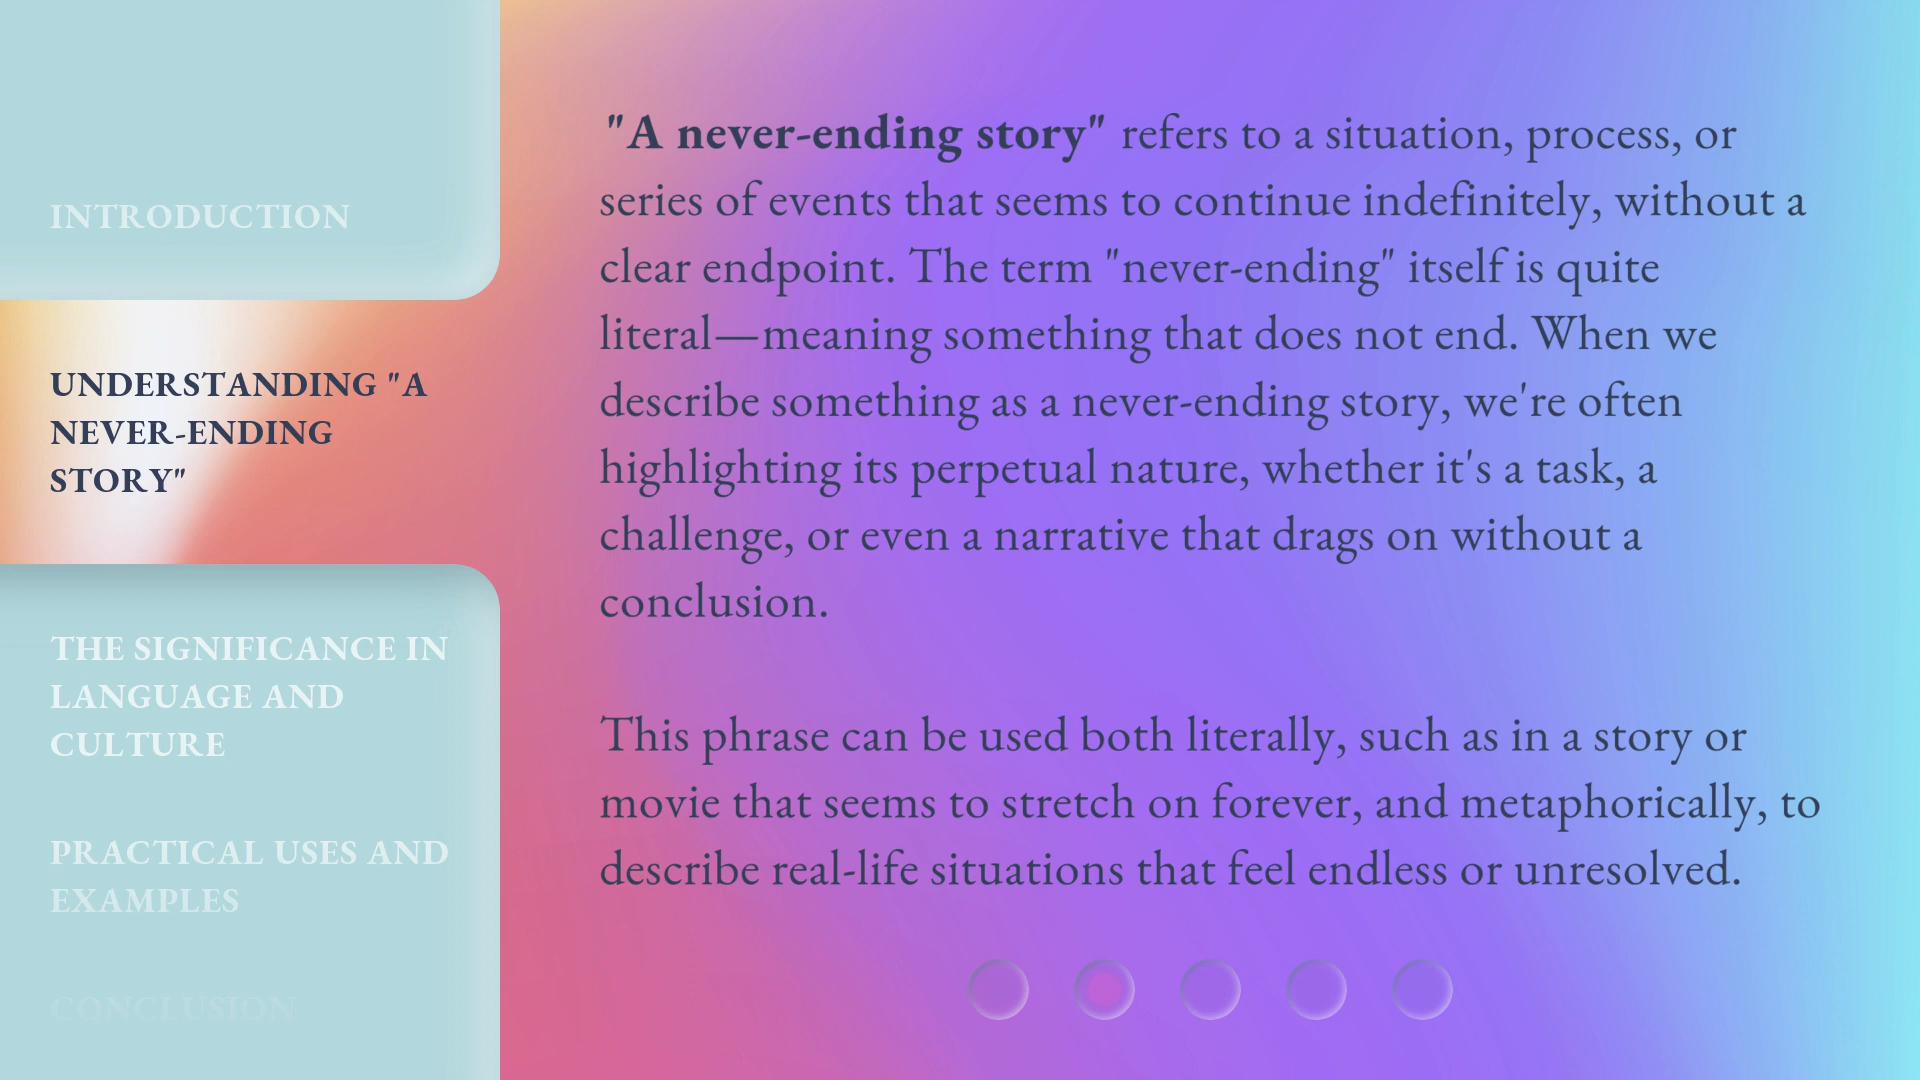 INTRODUCTION
UNDERSTANDING "A
NEVER-ENDING
STORY"
THE SIGNIFICANCE IN
LANGUAGE AND
CULTURE
PRACTICAL USES AND
EXAMPLES
CONCLUSION
"A never-ending story" refers to a situation, process, or
series of events that seems to continue indefinitely, without a
clear endpoint. The term "never-ending" itself is quite
literal—meaning something that does not end. When we
describe something as a never-ending story, we're often
highlighting its perpetual nature, whether it's a task, a
challenge, or even a narrative that drags on without a
conclusion.
This phrase can be used both literally, such as in a story or
movie that seems to stretch on forever, and metaphorically, to
describe real-life situations that feel endless or unresolved.